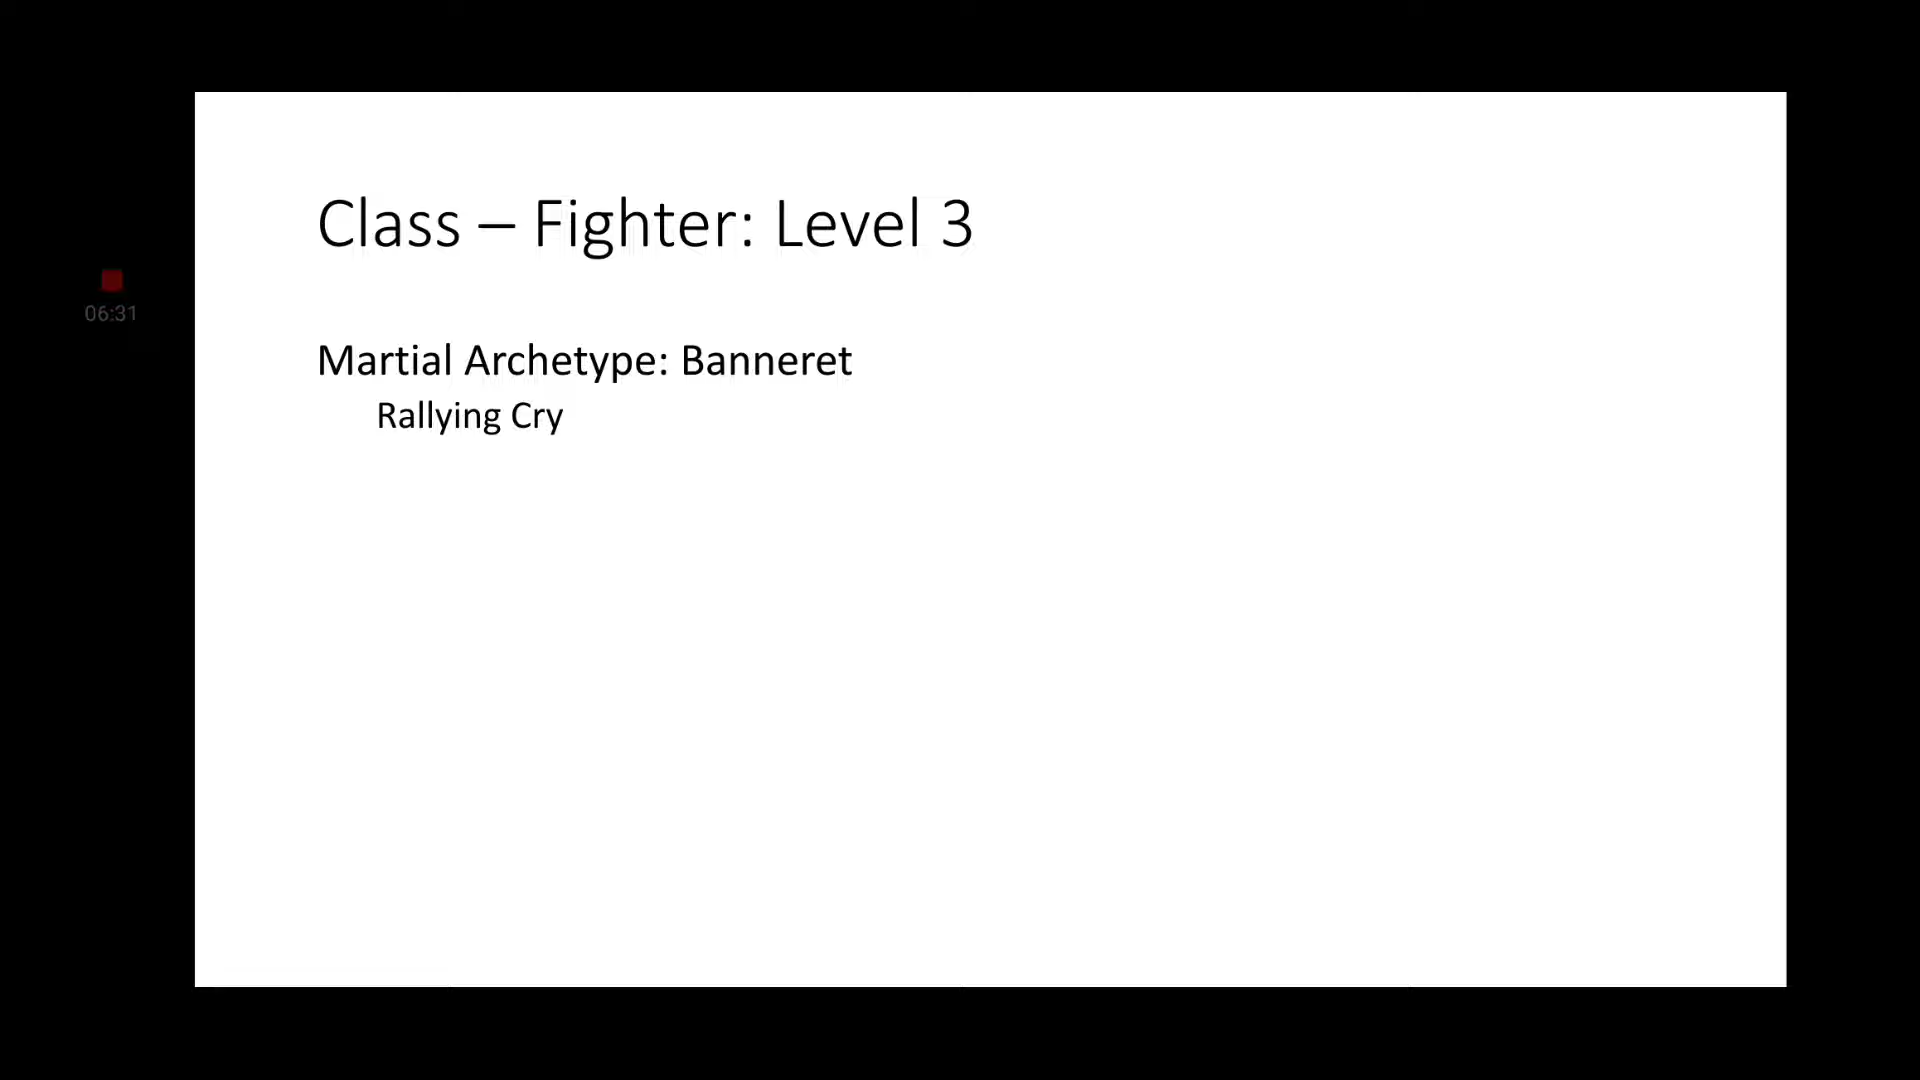 Class – Fighter: Level 3
06:31
Martial Archetype: Banneret
Rallying Cry